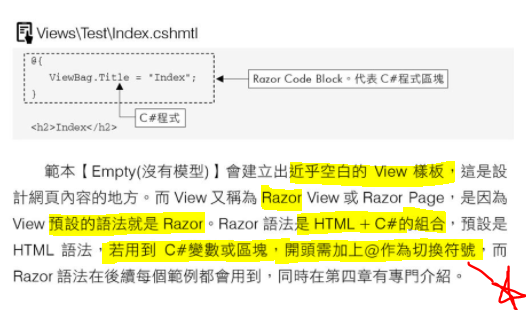 Views\Test\Index.cshmtl
@{
ViewBag.Title = "Index";
}
Razor Code Block。代表 C#程式區塊
C#程式
<h2>Index</h2>
範本【Empty(沒有模型)】會建立出近乎空白的 View 樣板，這是設
計網頁內容的地方。而 View 又稱為 Razor View 或 Razor Page，是因為
View 預設的語法就是 Razor。Razor 語法是 HTML + C#的組合，預設是
HTML 語法，若用到 C#變數或區塊，開頭需加上@作為切換符號，而
Razor 語法在後續每個範例都會用到，同時在第四章有專門介紹。